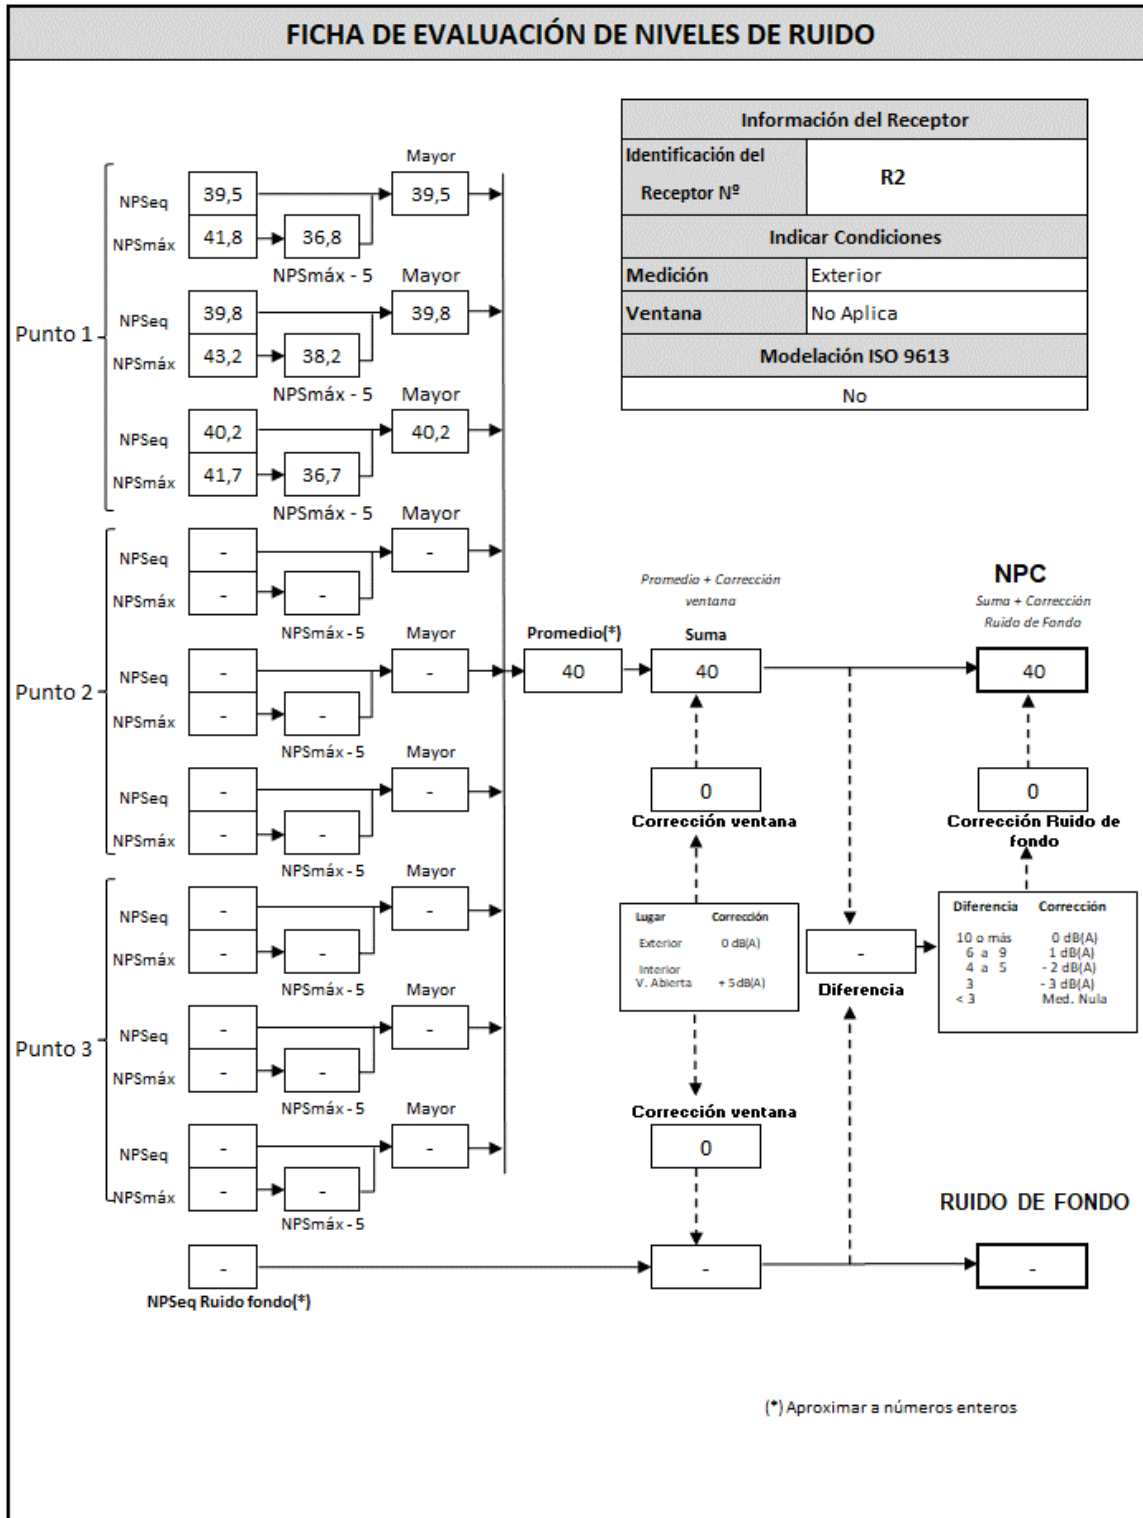 FICHA DE EVALUACIÓN DE NIVELES DE RUIDO
Información del Receptor
Identificación del
Receptor Nº
R2
Indicar Condiciones
Medición Exterior
Ventana No Aplica
Modelación ISO 9613
No
Punto 1
Mayor
NPSeq 39,5 39,5
NPSmáx 41,8 36,8
NPSmáx - 5 Mayor
NPSeq 39,8 39,8
NPSmáx 43,2 38,2
NPSmáx - 5 Mayor
NPSeq 40,2 40,2
NPSmáx 41,7 36,7
NPSmáx - 5 Mayor
Punto 2
NPSeq - -
NPSmáx - -
NPSmáx - 5 Mayor
NPSeq - -
NPSmáx - -
NPSmáx - 5 Mayor
NPSeq - -
NPSmáx - -
NPSmáx - 5 Mayor
Punto 3
NPSeq - -
NPSmáx - -
NPSmáx - 5 Mayor
NPSeq - -
NPSmáx - -
NPSmáx - 5 Mayor
NPSeq - -
NPSmáx - -
NPSmáx - 5
-
NPSeq Ruido fondo(*)
Promedio(*)
40
Promedio + Corrección
ventana
Suma
40
0
Corrección ventana
Lugar Corrección
Exterior 0 dB(A)
Interior
V. Abierta + 5 dB(A)
Corrección ventana
0
-
-
Diferencia
NPC
Suma + Corrección
Ruido de Fondo
40
0
Corrección Ruido de
fondo
Diferencia Corrección
10 o más 0 dB(A)
6 a 9 1 dB(A)
4 a 5 - 2 dB(A)
3 - 3 dB(A)
< 3 Med. Nula
RUIDO DE FONDO
-
(*) Aproximar a números enteros